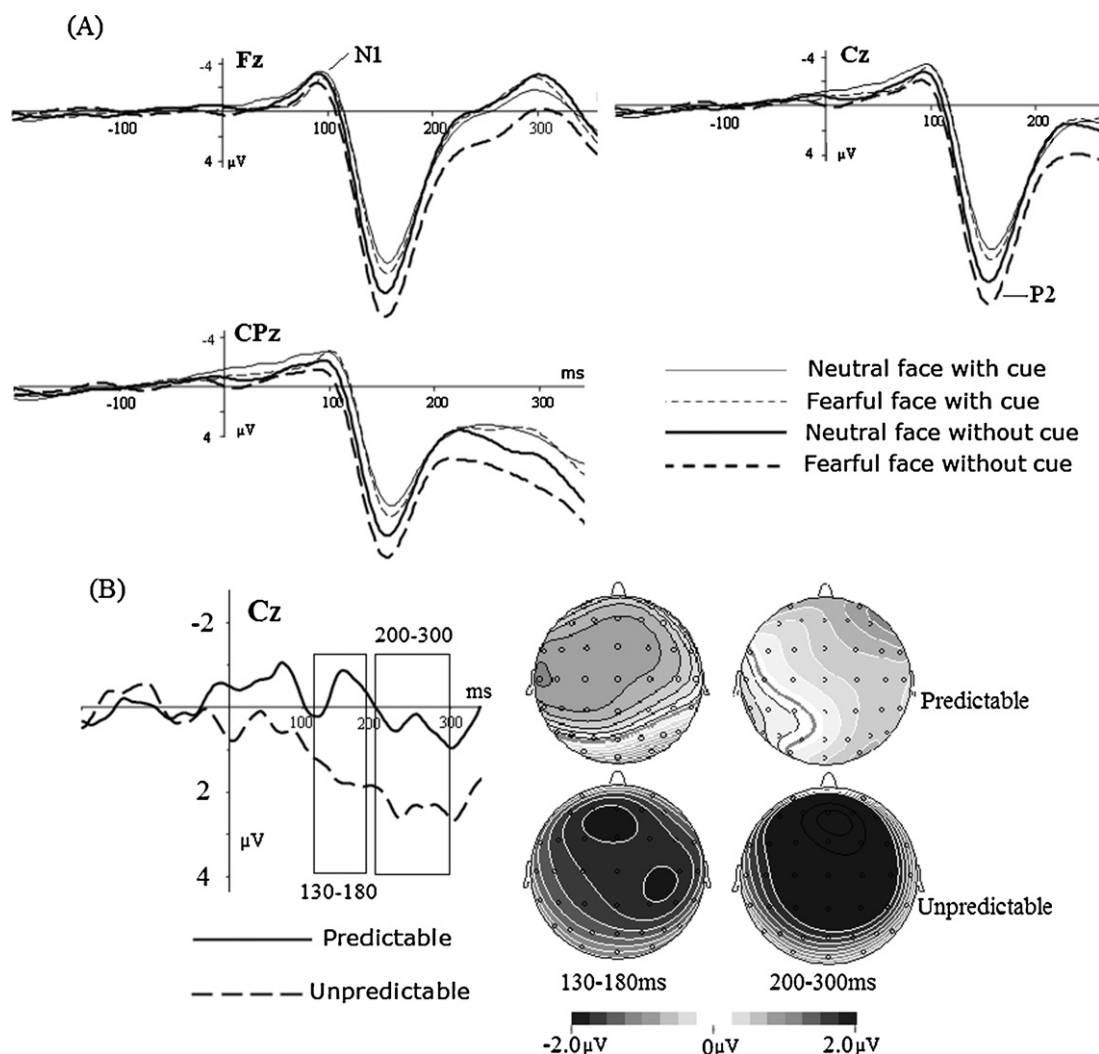 (A)
Fz
N1
-4
-100
100
200
300
4
µV
Cz
-4
-100
100
200
4
µV
P2
CPz
-4
ms
-100
100
200
300
4
µV
Neutral face with cue
Fearful face with cue
Neutral face without cue
Fearful face without cue
(B)
Cz
-2
200-300
ms
100
200
300
2
µV
4
130-180
Predictable
Unpredictable
Predictable
Unpredictable
130-180ms
200-300ms
-2.0µV
0µV
2.0µV